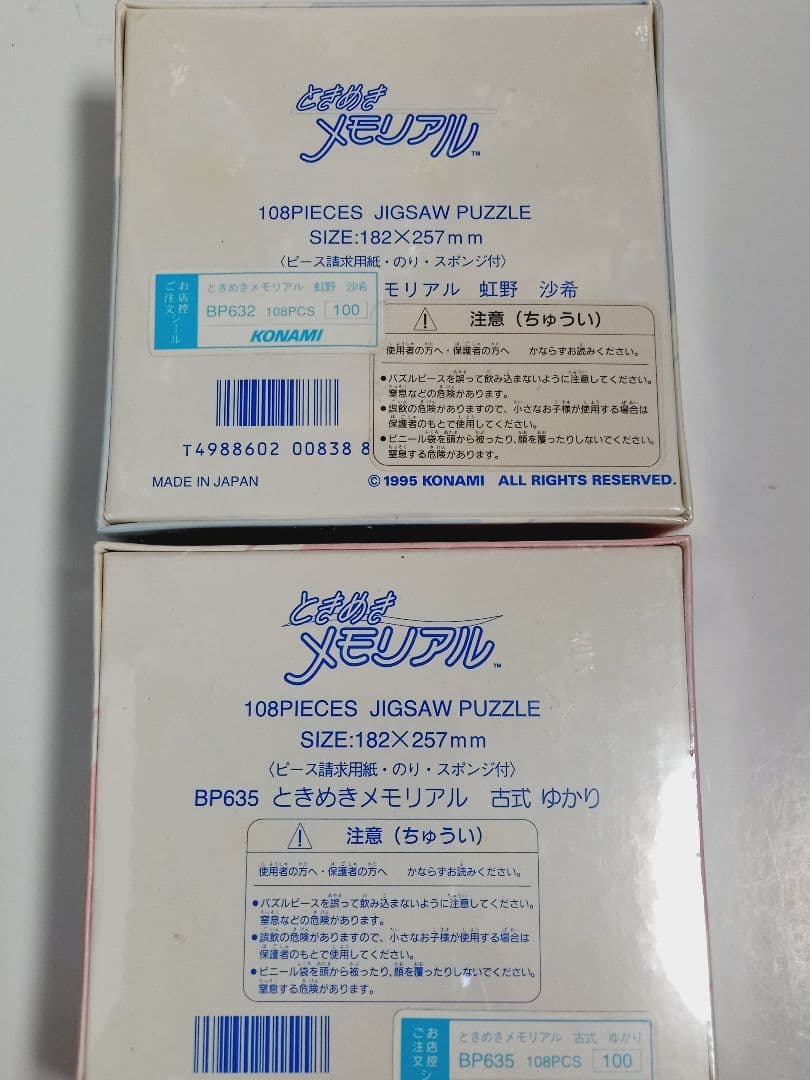 ときめき
メモリアル™
108PIECES JIGSAW PUZZLE
SIZE:182×257mm
〈ピース請求用紙・のり・スポンジ付〉
モリアル 虹野 沙希
お店控
ご注文シール
ときめきメモリアル 虹野 沙希
BP632 108PCS 100
KONAMI
注意（ちゅうい）
使用者の方へ・保護者の方へ かならずお読みください。
●パズルピースを誤って飲み込まないように注意してください。
窒息などの危険があります。
●誤飲の危険がありますので、小さなお子様が使用する場合は
保護者のもとで使用してください。
●ビニール袋を頭から被ったり、顔を覆ったりしないでください。
窒息する危険があります。
T4988602 00838 8
MADE IN JAPAN
©1995 KONAMI ALL RIGHTS RESERVED.
ときめき
メモリアル™
108PIECES JIGSAW PUZZLE
SIZE:182×257mm
〈ピース請求用紙・のり・スポンジ付〉
BP635 ときめきメモリアル 古式 ゆかり
注意（ちゅうい）
使用者の方へ・保護者の方へ かならずお読みください。
●パズルピースを誤って飲み込まないように注意してください。
窒息などの危険があります。
●誤飲の危険がありますので、小さなお子様が使用する場合は
保護者のもとで使用してください。
●ビニール袋を頭から被ったり、顔を覆ったりしないでください。
窒息する危険があります。
お店控
ご注文シ
ときめきメモリアル 古式 ゆかり
BP635 108PCS 100